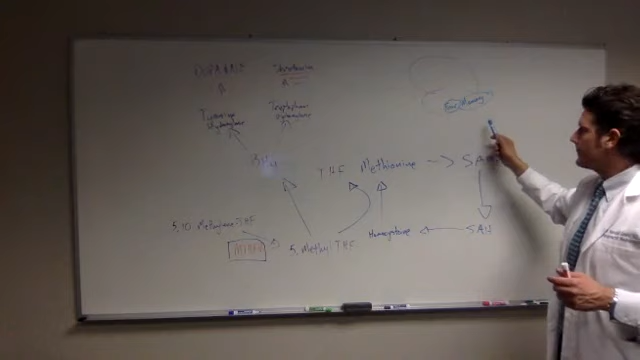 DOPAMINE
Serotonin
Tyrosine
Hydroxylase
Tryptophan
Hydroxylase
BH4
THF Methionine
SAM
5,10 Methylene THF
MTHFR
5 Methyl THF
Homocysteine
SAH